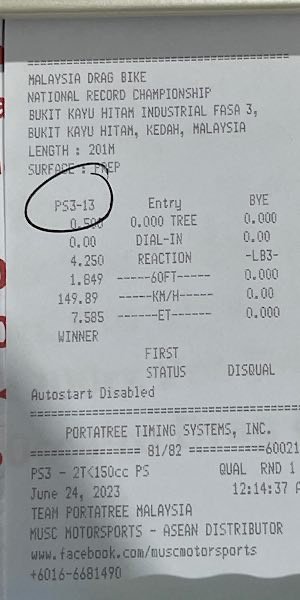 MALAYSIA DRAG BIKE
NATIONAL RECORD CHAMPIONSHIP
BUKIT KAYU HITAM INDUSTRIAL FASA 3,
BUKIT KAYU HITAM, KEDAH, MALAYSIA
LENGTH : 201M
SURFACE : PREP
PS3-13 Entry BYE
0.500 0.000 TREE 0.000
0.00 DIAL-IN 0.00
4.250 REACTION -LB3-
1.849 -----60FT----- 0.000
149.89 ------KM/H----- 0.00
7.585 ------ET----- 0.000
WINNER
FIRST
STATUS DISQUAL
Autostart Disabled
PORTATREE TIMING SYSTEMS, INC.
================ 81/82 ===========60021
PS3 - 2T<150cc PS QUAL RND 1
June 24, 2023 12:14:37 A
TEAM PORTATREE MALAYSIA
MUSC MOTORSPORTS - ASEAN DISTRIBUTOR
www.facebook.com/muscmotorsports
+6016-6681490